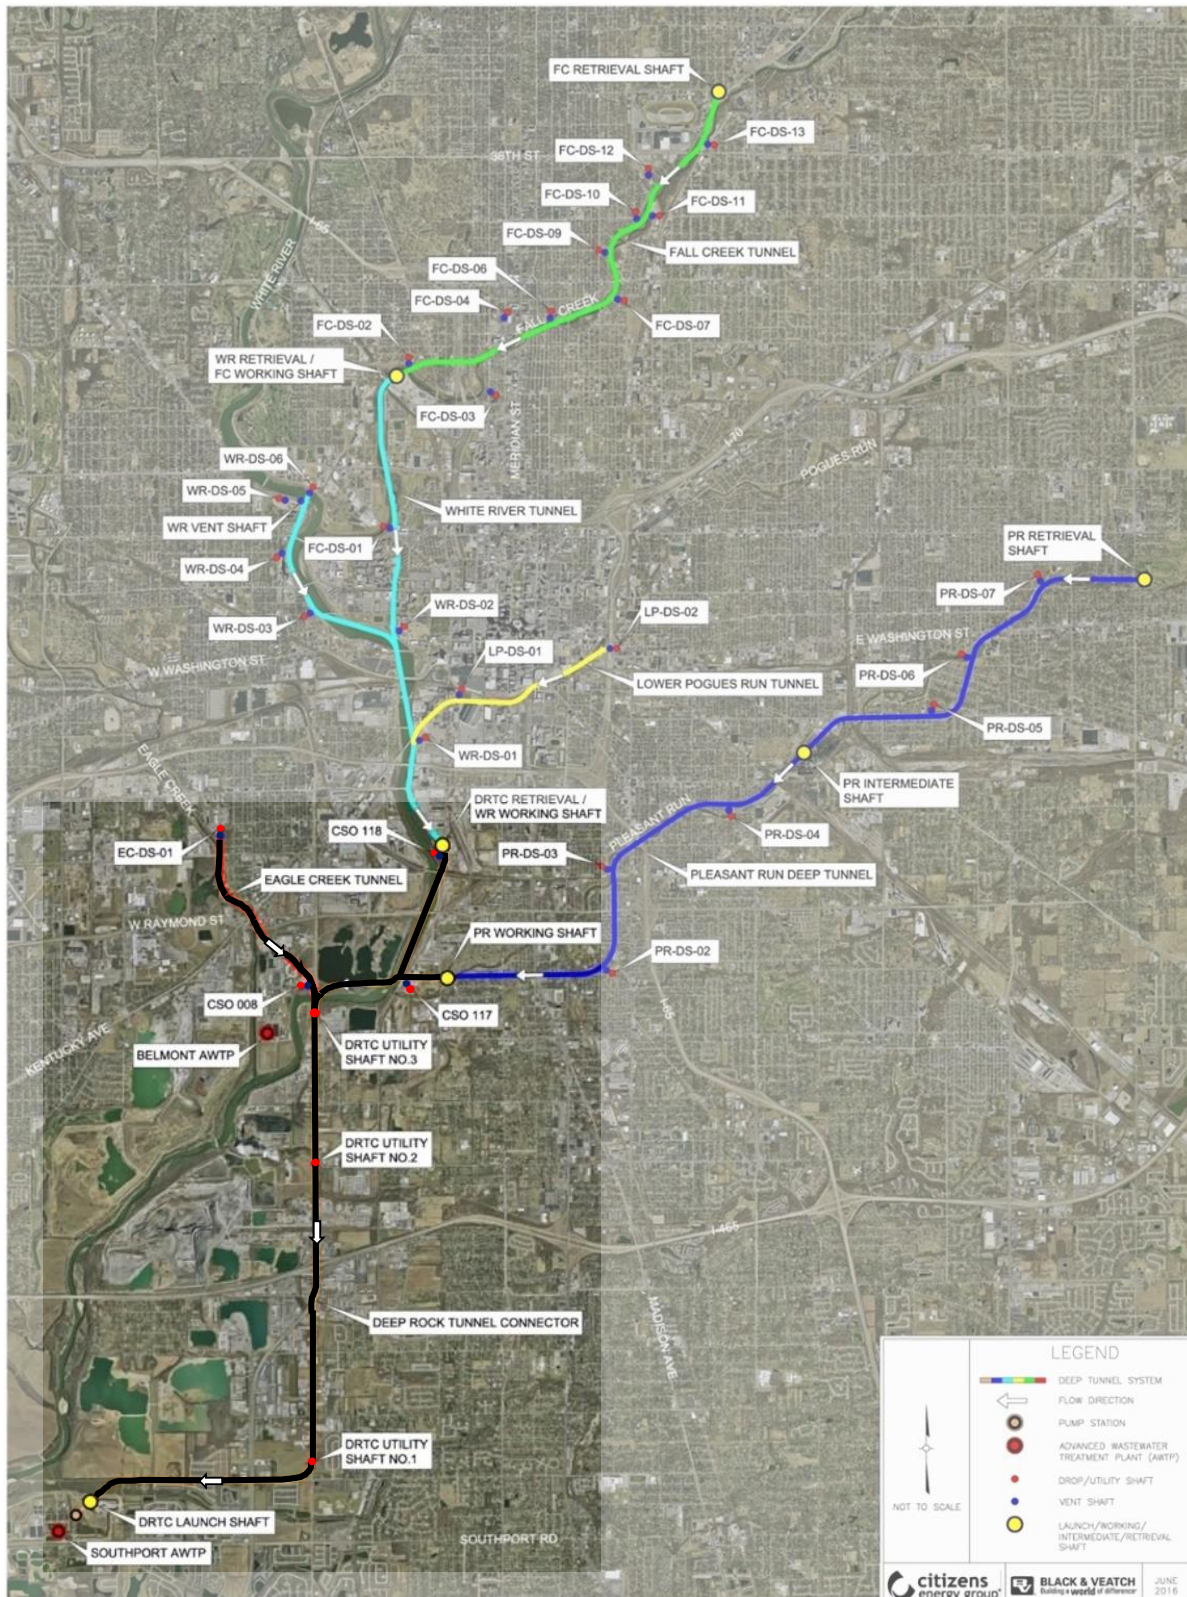 FC RETRIEVAL SHAFT
FC-DS-13
FC-DS-12
38TH ST
FC-DS-10
FC-DS-11
I-65
FC-DS-09
FALL CREEK TUNNEL
WHITE RIVER
FC-DS-06
FC-DS-04
FALL CREEK
FC-DS-07
FC-DS-02
WR RETRIEVAL /
FC WORKING SHAFT
FC-DS-03
MERIDIAN ST
I-70
POGUES RUN
WR-DS-06
WR-DS-05
WR VENT SHAFT
WHITE RIVER TUNNEL
FC-DS-01
PR RETRIEVAL
SHAFT
WR-DS-04
PR-DS-07
WR-DS-02
LP-DS-02
WR-DS-03
E WASHINGTON ST
LP-DS-01
W WASHINGTON ST
PR-DS-06
LOWER POGUES RUN TUNNEL
PR-DS-05
WR-DS-01
EAGLE CREEK
PR INTERMEDIATE
SHAFT
DRTC RETRIEVAL /
WR WORKING SHAFT
PLEASANT RUN
CSO 118
PR-DS-04
EC-DS-01
PR-DS-03
EAGLE CREEK TUNNEL
PLEASANT RUN DEEP TUNNEL
W RAYMOND ST
PR WORKING SHAFT
PR-DS-02
CSO 008
CSO 117
I-65
KENTUCKY AVE
BELMONT AWTP
DRTC UTILITY
SHAFT NO.3
DRTC UTILITY
SHAFT NO.2
I-465
DEEP ROCK TUNNEL CONNECTOR
MADISON AVE
DRTC UTILITY
SHAFT NO.1
DRTC LAUNCH SHAFT
SOUTHPORT RD
SOUTHPORT AWTP
LEGEND
DEEP TUNNEL SYSTEM
FLOW DIRECTION
PUMP STATION
ADVANCED WASTEWATER
TREATMENT PLANT (AWTP)
DROP/UTILITY SHAFT
VENT SHAFT
LAUNCH/WORKING/
INTERMEDIATE/RETRIEVAL
SHAFT
NOT TO SCALE
citizens
energy group
BV
BLACK & VEATCH
Building a world of difference
JUNE
2016